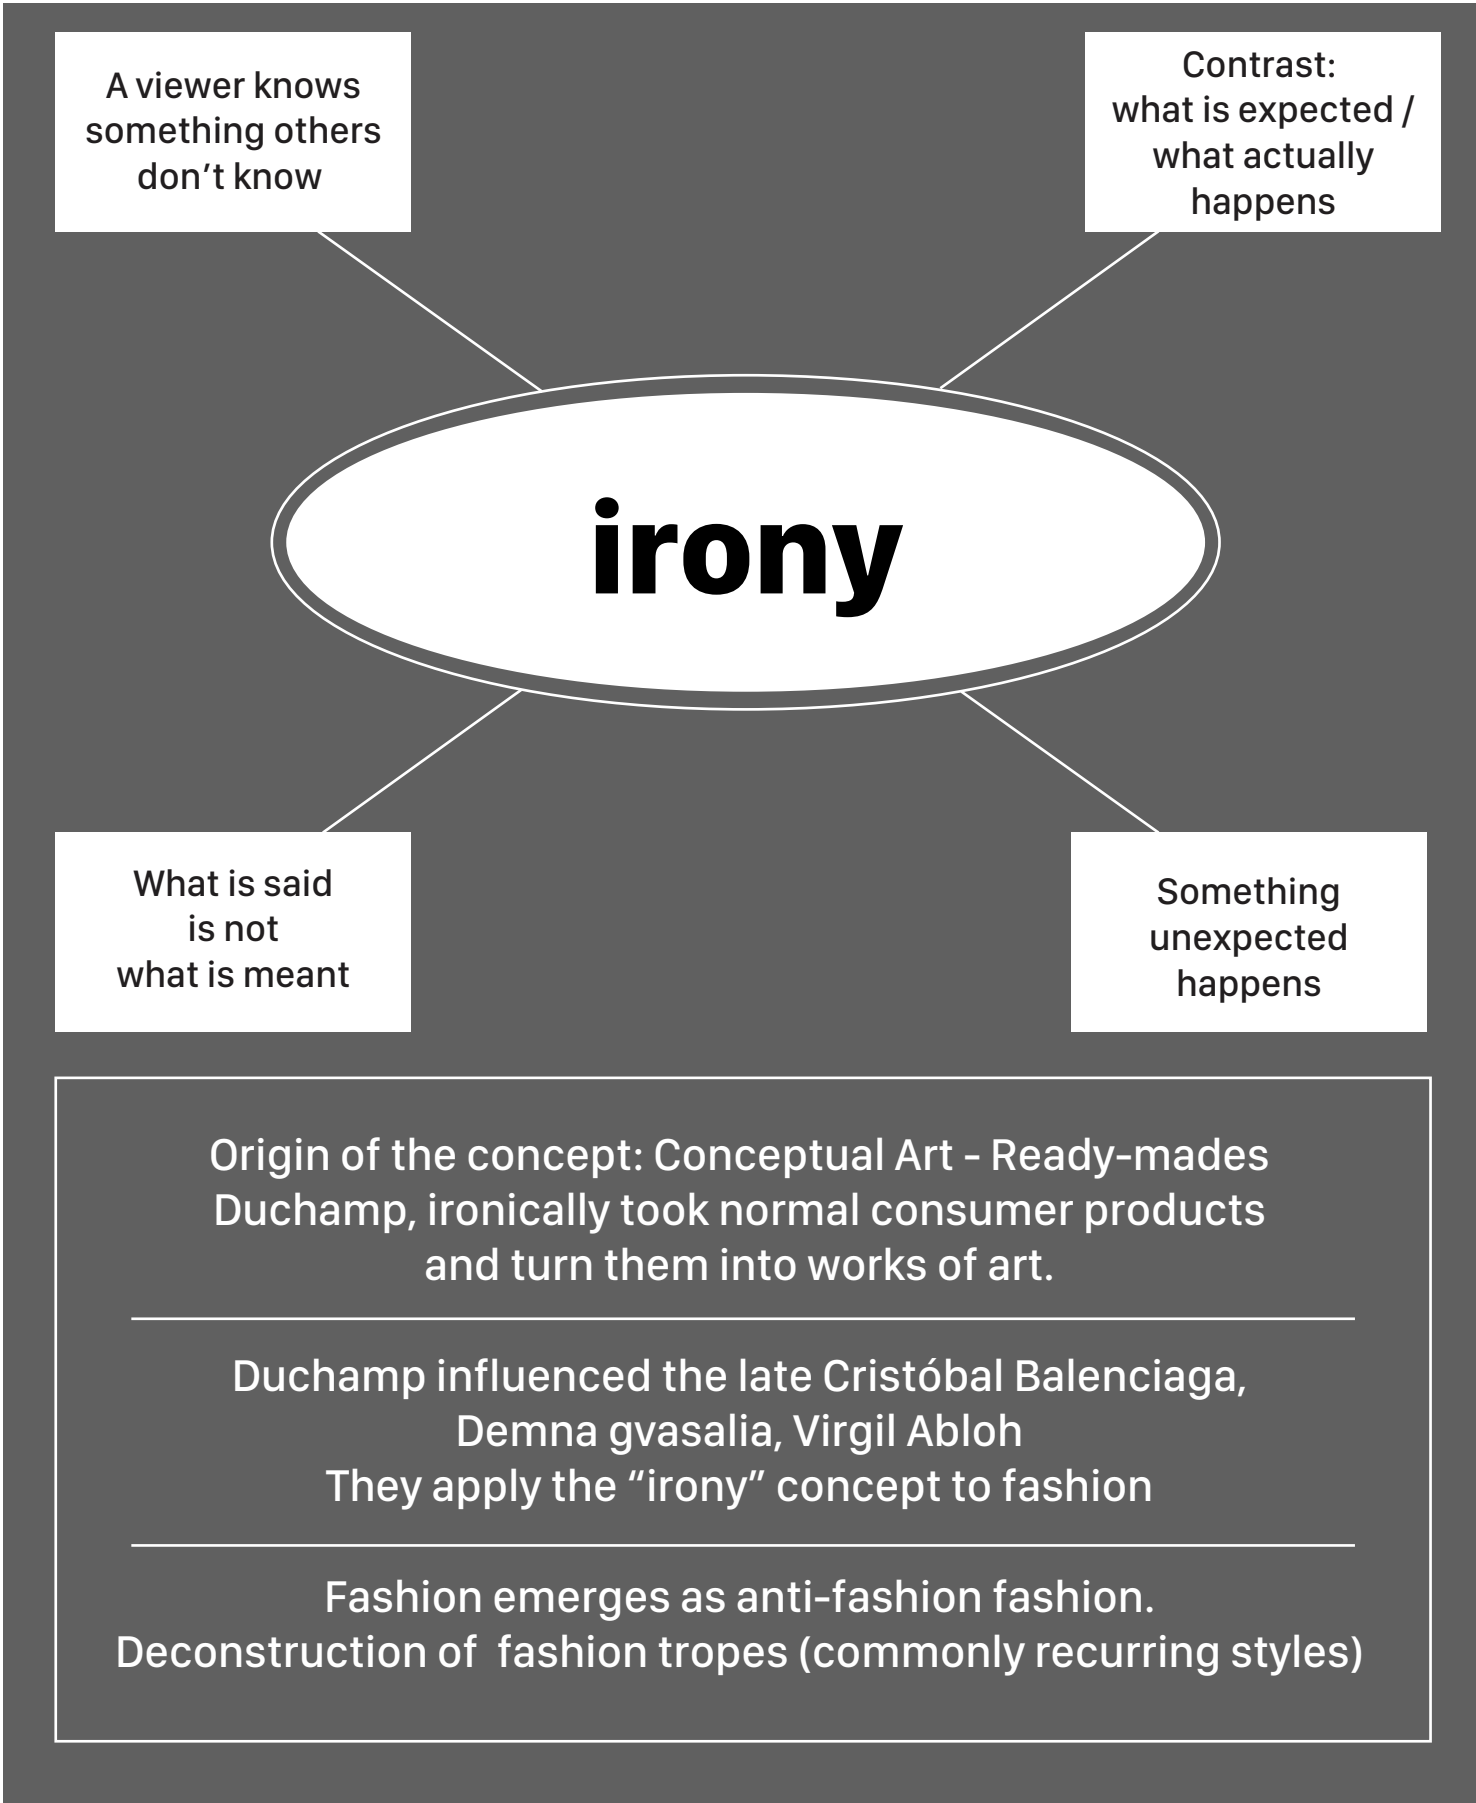 A viewer knows
something others
don’t know
Contrast:
what is expected /
what actually
happens
irony
What is said
is not
what is meant
Something
unexpected
happens
Origin of the concept: Conceptual Art - Ready-mades
Duchamp, ironically took normal consumer products
and turn them into works of art.
Duchamp influenced the late Cristóbal Balenciaga,
Demna gvasalia, Virgil Abloh
They apply the “irony” concept to fashion
Fashion emerges as anti-fashion fashion.
Deconstruction of  fashion tropes (commonly recurring styles)